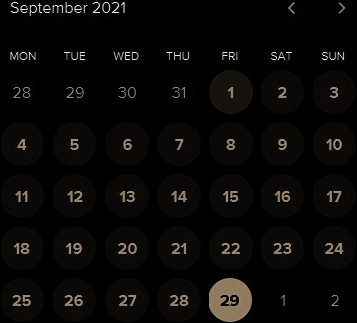 September 2021
MON TUE WED THU FRI SAT SUN
28 29 30 31 1 2 3
4 5 6 7 8 9 10
11 12 13 14 15 16 17
18 19 20 21 22 23 24
25 26 27 28 29 1 2